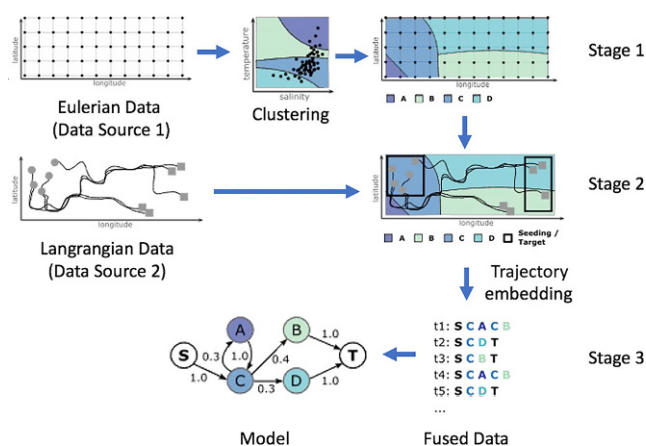 latitude
longitude
Eulerian Data
(Data Source 1)
temperature
salinity
Clustering
latitude
longitude
A B C D
Stage 1
latitude
longitude
Langrangian Data
(Data Source 2)
latitude
longitude
A B C D Seeding /
Target
Stage 2
Trajectory
embedding
S A B C D T
0.3 1.0 1.0 0.4 1.0 0.3 1.0
Model
t1: S C A C B
t2: S C D T
t3: S C B T
t4: S C A C B
t5: S C D T
...
Fused Data
Stage 3